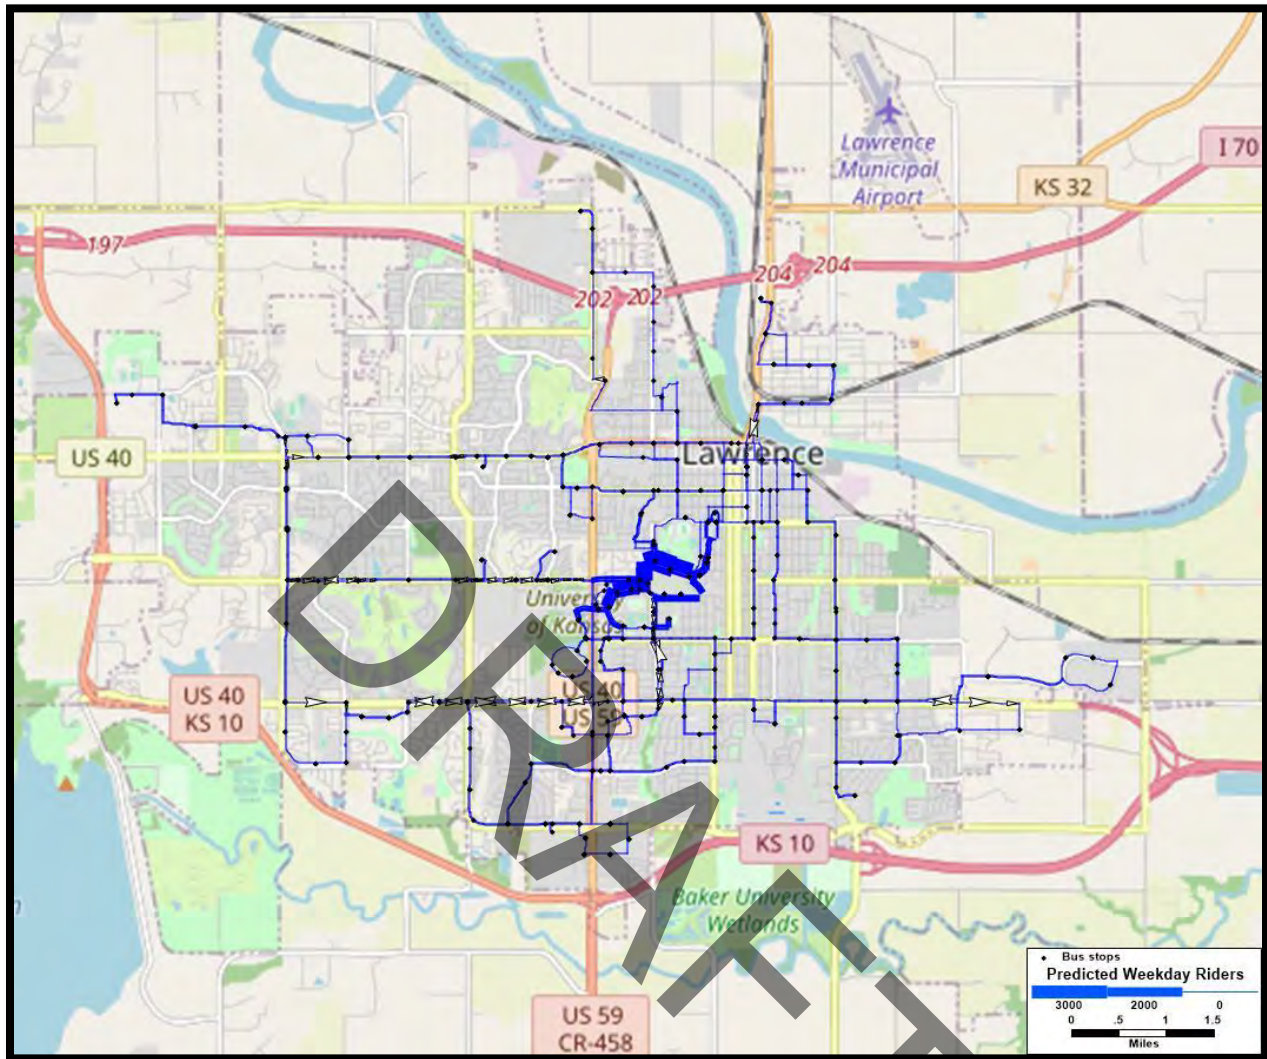 Lawrence
Municipal
Airport
I 70
KS 32
197
204
204
202
202
Lawrence
US 40
University
of Kansas
US 40
KS 10
US 40
US 59
KS 10
Baker University
Wetlands
US 59
CR-458
DRAFT
Bus stops
Predicted Weekday Riders
3000 2000 0
0 .5 1 1.5
Miles